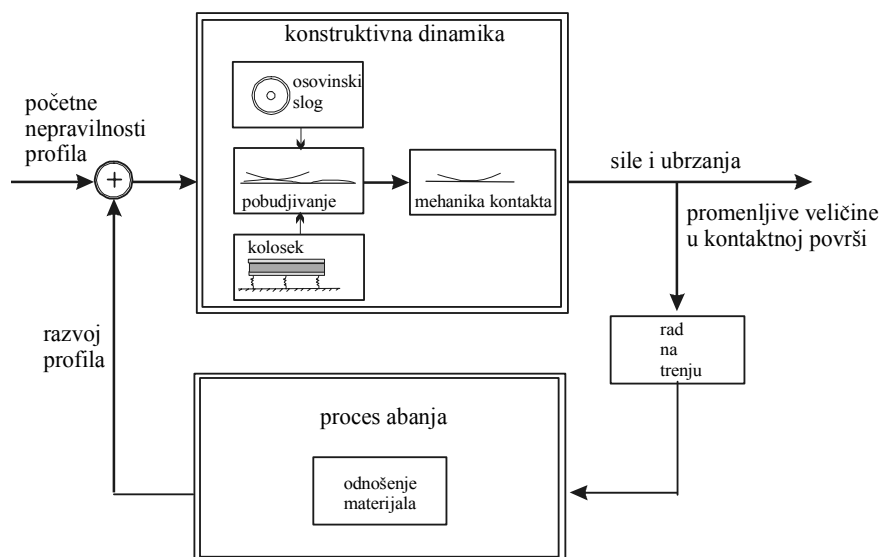 konstruktivna dinamika
osovinski
slog
početne
nepravilnosti
profila
+
pobudjivanje
mehanika kontakta
sile i ubrzanja
promenljive veličine
u kontaktnoj površi
kolosek
razvoj
profila
rad
na
trenju
proces abanja
odnošenje
materijala